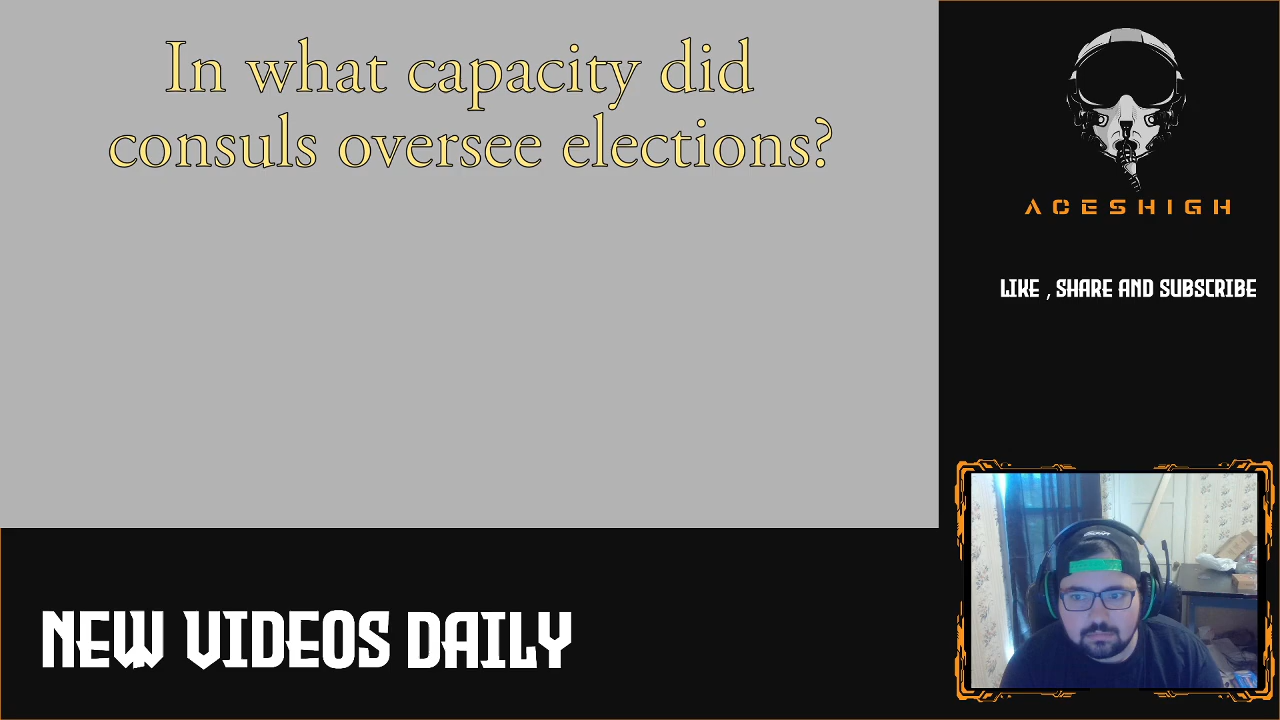 In what capacity did
consuls oversee elections?
ACESHIGH
LIKE , SHARE AND SUBSCRIBE
NEW VIDEOS DAILY